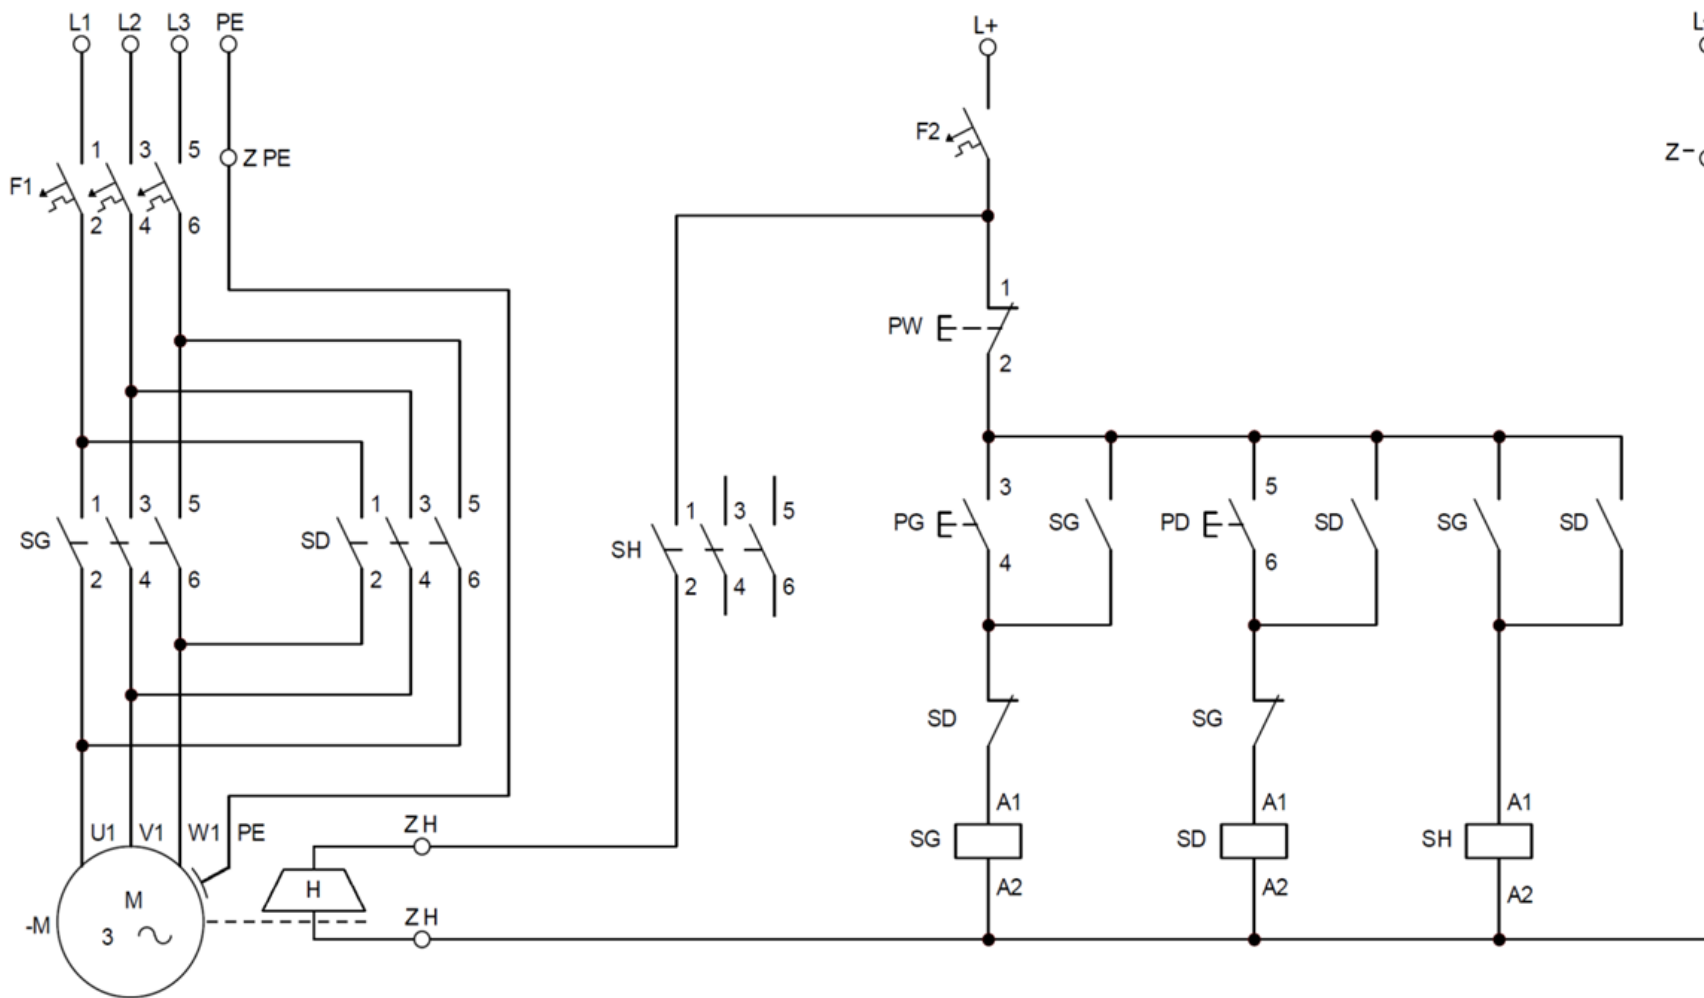 L1 L2 L3 PE L+ L
F2
1 3 5 Z PE Z-
F1
2 4 6
1
PW
2
3 5
1 3 5 1 3 5 1 3 5
PG SG PD SD SG SD
SG SD SH
4 6
2 4 6 2 4 6 2 4 6
SD SG
A1 A1 A1
U1 V1 W1 PE ZH
SG SD SH
H A2 A2 A2
M
-M ZH
3